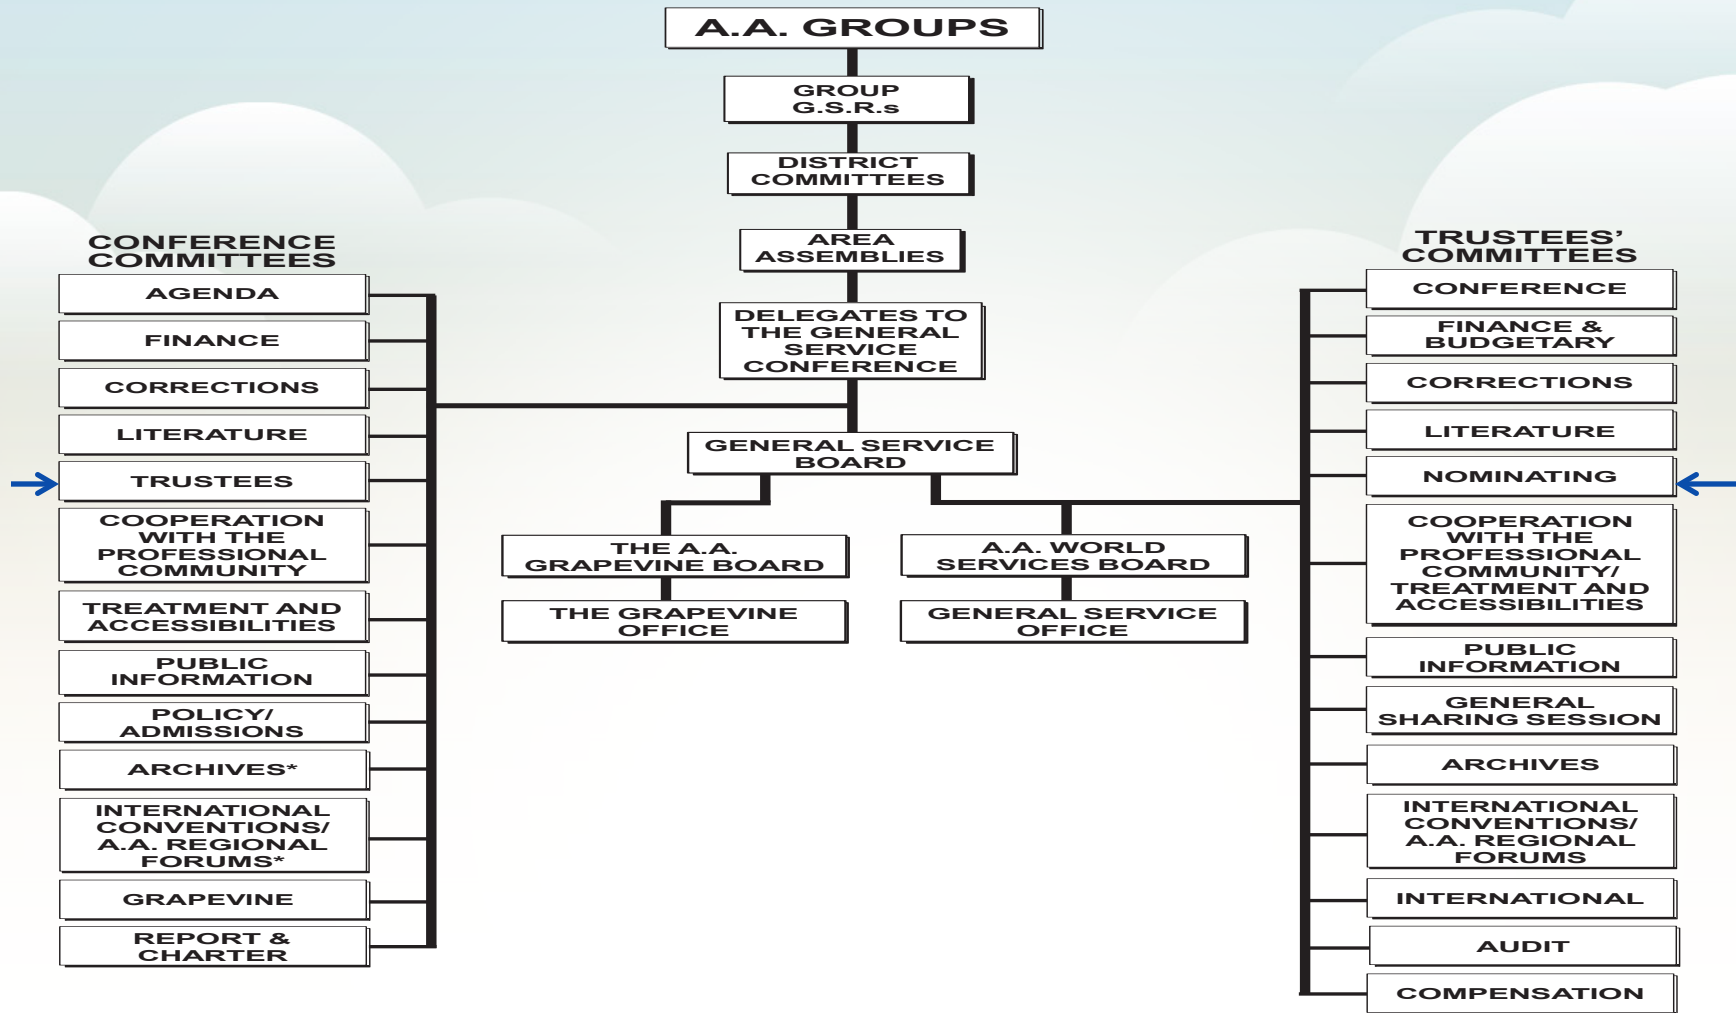 A.A. GROUPS
GROUP
G.S.R.s
DISTRICT
COMMITTEES
AREA
ASSEMBLIES
DELEGATES TO
THE GENERAL
SERVICE
CONFERENCE
GENERAL SERVICE
BOARD
THE A.A.
GRAPEVINE BOARD
THE GRAPEVINE
OFFICE
A.A. WORLD
SERVICES BOARD
GENERAL SERVICE
OFFICE
CONFERENCE
COMMITTEES
AGENDA
FINANCE
CORRECTIONS
LITERATURE
TRUSTEES
COOPERATION
WITH THE
PROFESSIONAL
COMMUNITY
TREATMENT AND
ACCESSIBILITIES
PUBLIC
INFORMATION
POLICY/
ADMISSIONS
ARCHIVES*
INTERNATIONAL
CONVENTIONS/
A.A. REGIONAL
FORUMS*
GRAPEVINE
REPORT &
CHARTER
TRUSTEES’
COMMITTEES
CONFERENCE
FINANCE &
BUDGETARY
CORRECTIONS
LITERATURE
NOMINATING
COOPERATION
WITH THE
PROFESSIONAL
COMMUNITY/
TREATMENT AND
ACCESSIBILITIES
PUBLIC
INFORMATION
GENERAL
SHARING SESSION
ARCHIVES
INTERNATIONAL
CONVENTIONS/
A.A. REGIONAL
FORUMS
INTERNATIONAL
AUDIT
COMPENSATION